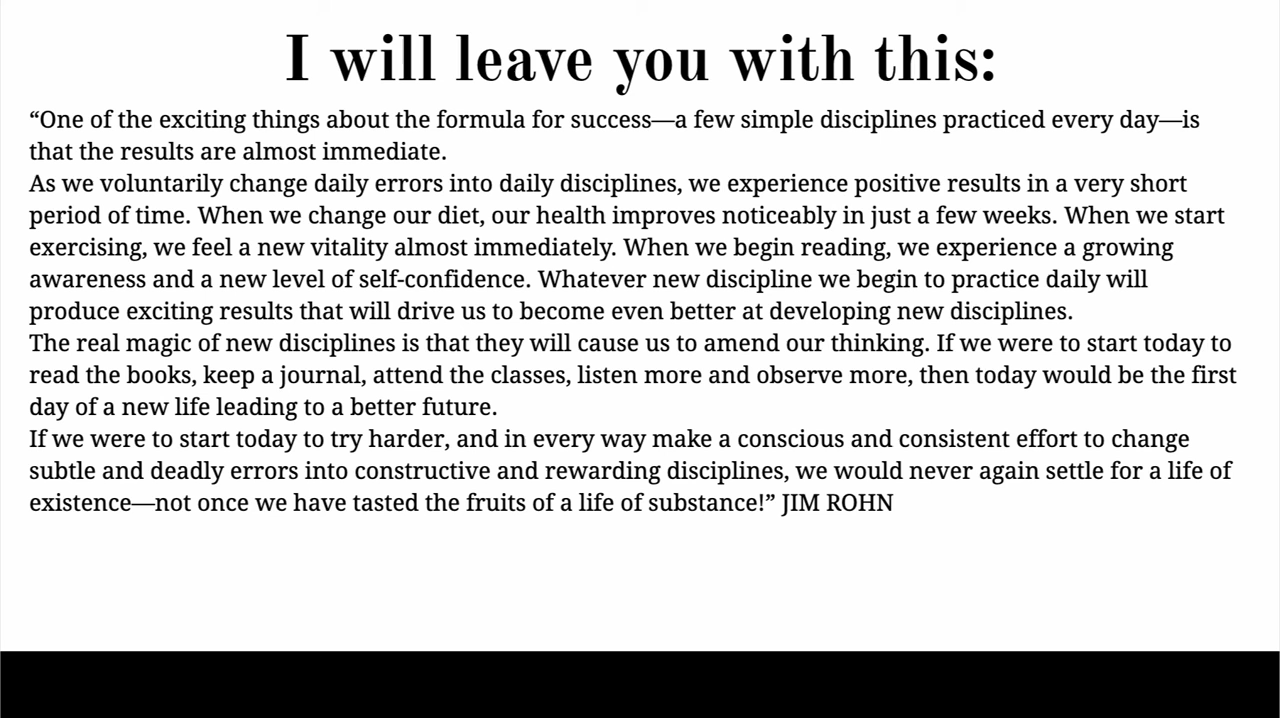 I will leave you with this:
“One of the exciting things about the formula for success—a few simple disciplines practiced every day—is
that the results are almost immediate.
As we voluntarily change daily errors into daily disciplines, we experience positive results in a very short
period of time. When we change our diet, our health improves noticeably in just a few weeks. When we start
exercising, we feel a new vitality almost immediately. When we begin reading, we experience a growing
awareness and a new level of self-confidence. Whatever new discipline we begin to practice daily will
produce exciting results that will drive us to become even better at developing new disciplines.
The real magic of new disciplines is that they will cause us to amend our thinking. If we were to start today to
read the books, keep a journal, attend the classes, listen more and observe more, then today would be the first
day of a new life leading to a better future.
If we were to start today to try harder, and in every way make a conscious and consistent effort to change
subtle and deadly errors into constructive and rewarding disciplines, we would never again settle for a life of
existence—not once we have tasted the fruits of a life of substance!” JIM ROHN